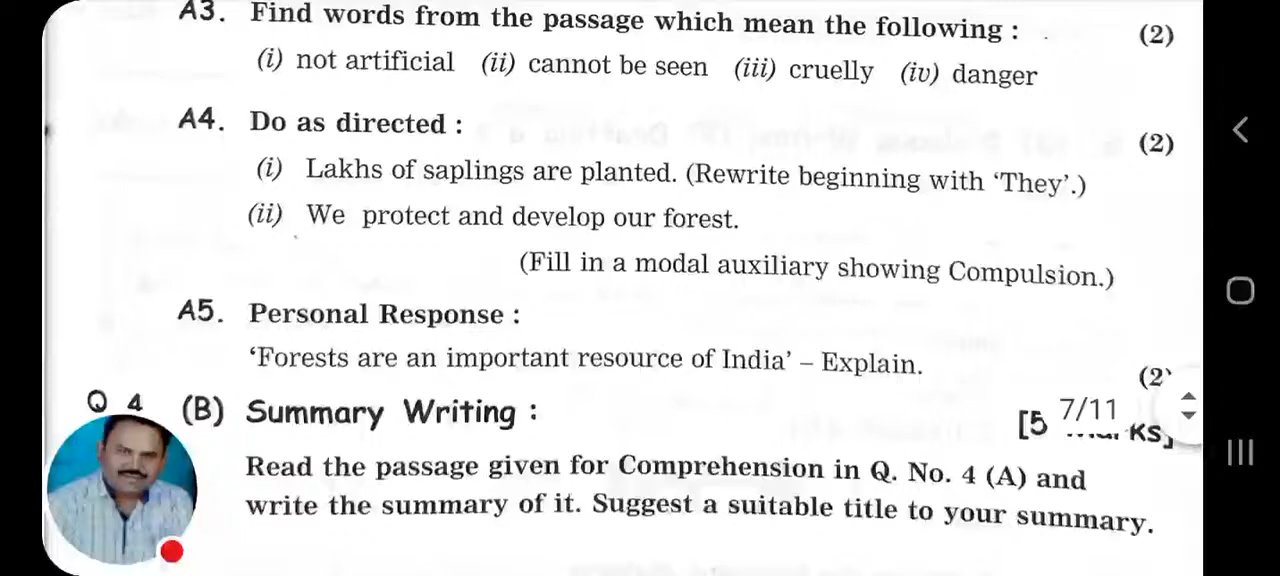 A3. Find words from the passage which mean the following : (2)
(i) not artificial (ii) cannot be seen (iii) cruelly (iv) danger
A4. Do as directed : (2)
(i) Lakhs of saplings are planted. (Rewrite beginning with ‘They’.)
(ii) We protect and develop our forest.
(Fill in a modal auxiliary showing Compulsion.)
A5. Personal Response :
‘Forests are an important resource of India’ – Explain. (2
Q 4 (B) Summary Writing : [5 KS]
7/11
Read the passage given for Comprehension in Q. No. 4 (A) and
write the summary of it. Suggest a suitable title to your summary.